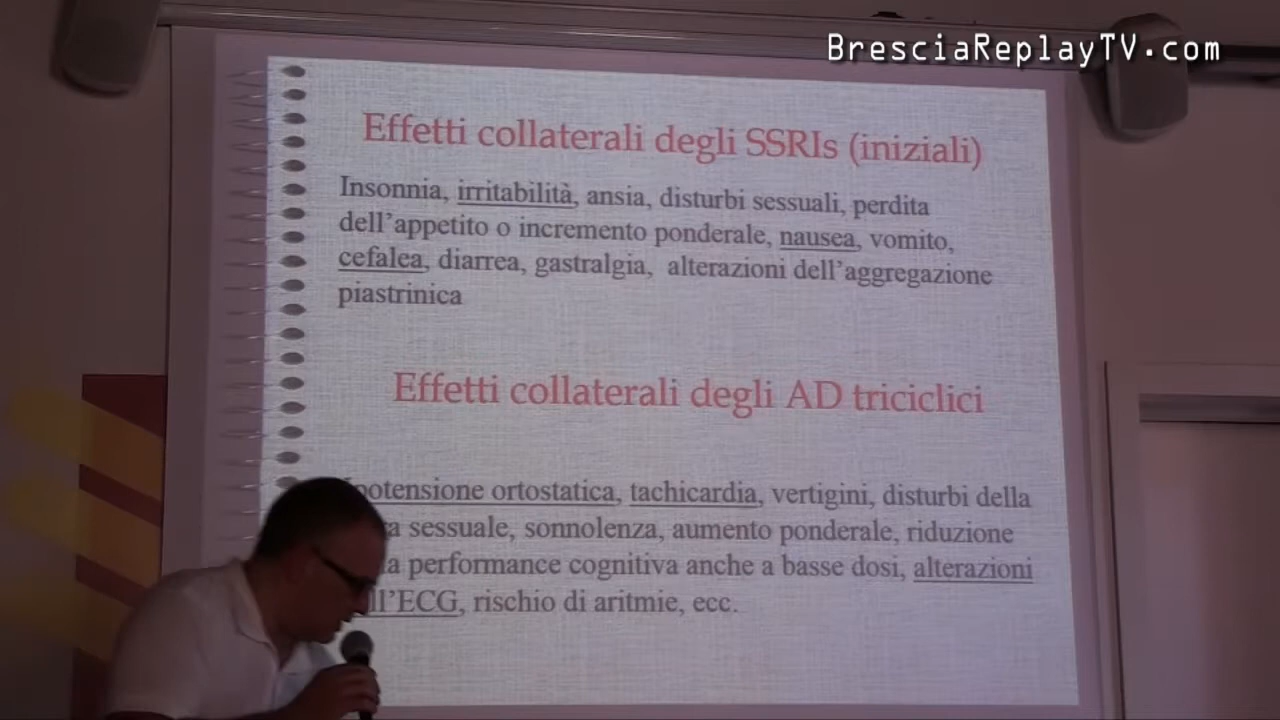 BresciaReplayTV.com
Effetti collaterali degli SSRIs (iniziali)
Insonnia, irritabilità, ansia, disturbi sessuali, perdita
dell'appetito o incremento ponderale, nausea, vomito,
cefalea, diarrea, gastralgia, alterazioni dell'aggregazione
piastrinica
Effetti collaterali degli AD triciclici
potensione ortostatica, tachicardia, vertigini, disturbi della
a sessuale, sonnolenza, aumento ponderale, riduzione
a performance cognitiva anche a basse dosi, alterazioni
ll'ECG, rischio di aritmie, ecc.